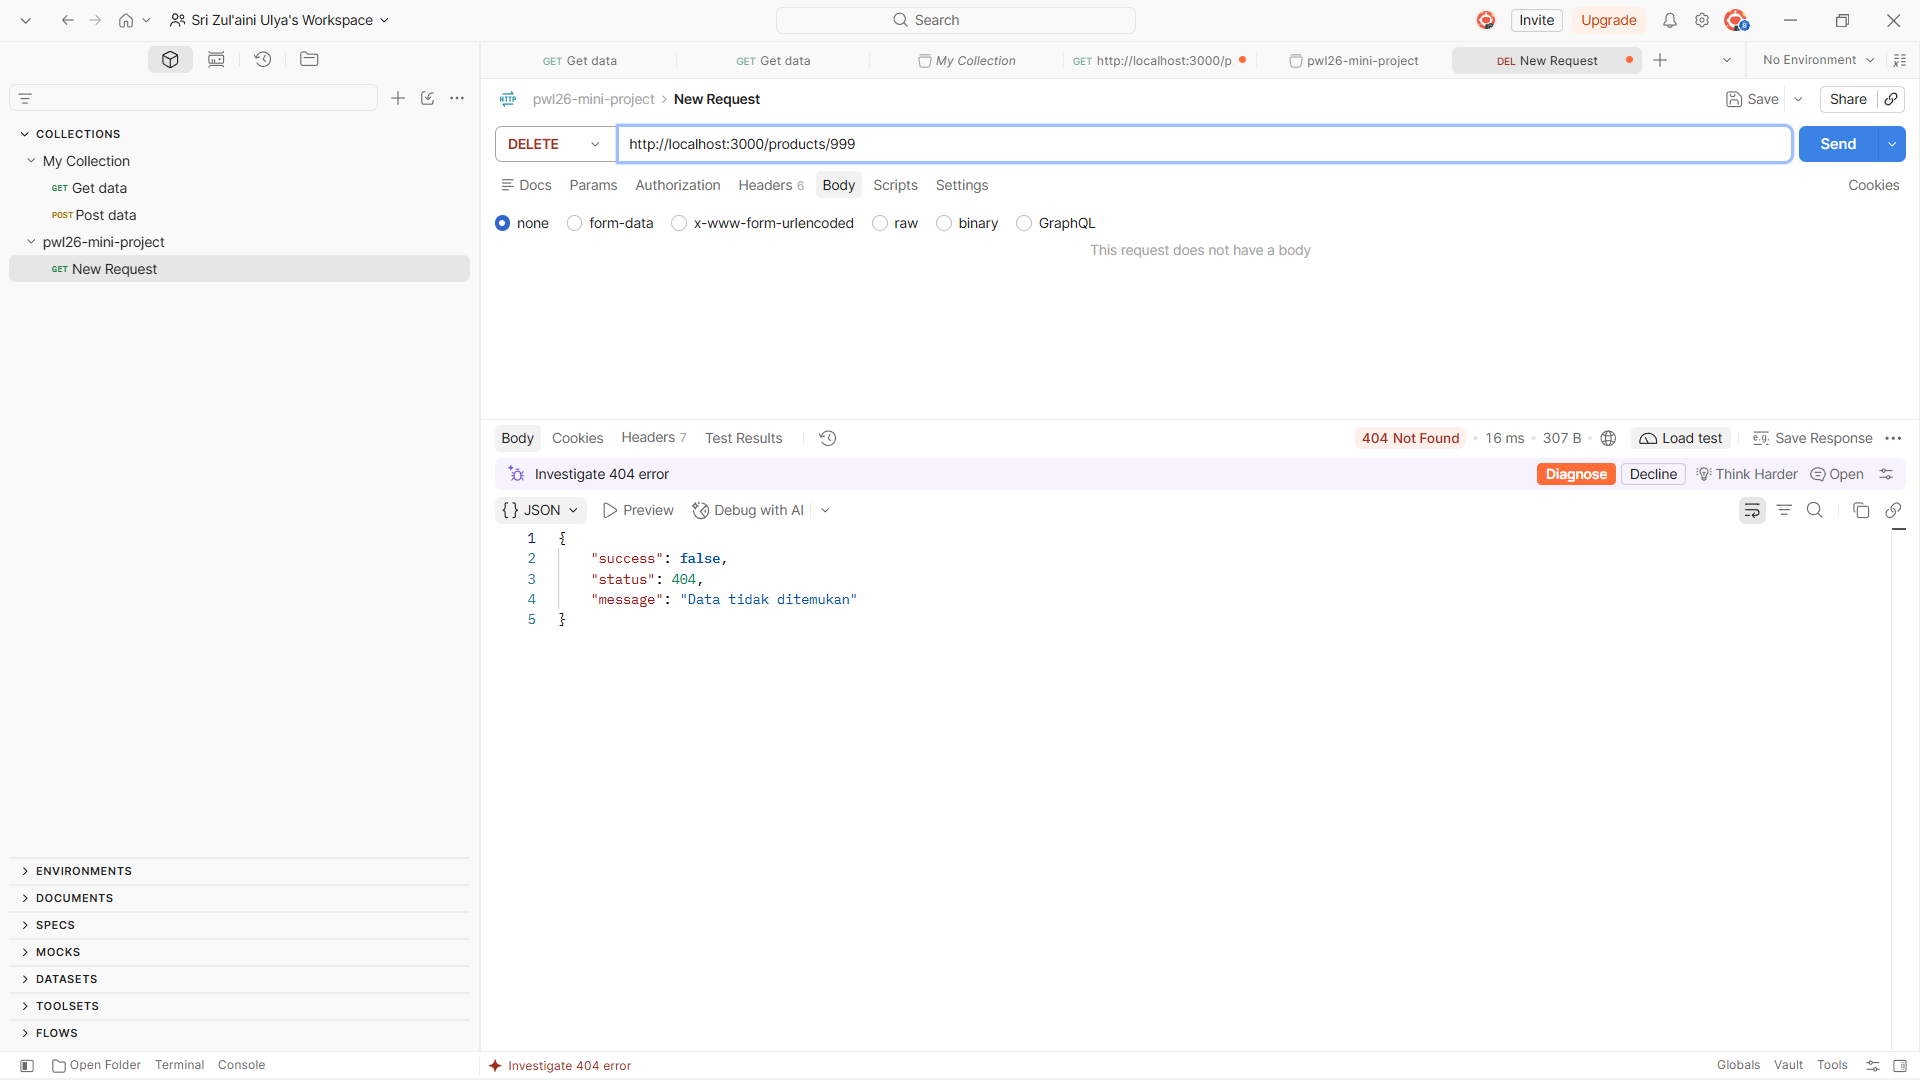 Sri Zul'aini Ulya's Workspace
Search
Invite
Upgrade
8
GET Get data
GET Get data
My Collection
GET http://localhost:3000/p
pwl26-mini-project
DEL New Request
No Environment
COLLECTIONS
My Collection
GET Get data
POST Post data
pwl26-mini-project
GET New Request
HTTP pwl26-mini-project > New Request
Save
Share
DELETE
http://localhost:3000/products/999
Send
Docs Params Authorization Headers 6 Body Scripts Settings
Cookies
none form-data x-www-form-urlencoded raw binary GraphQL
This request does not have a body
Body Cookies Headers 7 Test Results
404 Not Found • 16 ms • 307 B •
e.g. Load test
Save Response
Investigate 404 error
Diagnose
Decline
Think Harder
Open
{} JSON
Preview
Debug with AI
1 {
2 "success": false,
3 "status": 404,
4 "message": "Data tidak ditemukan"
5 }
ENVIRONMENTS
DOCUMENTS
SPECS
MOCKS
DATASETS
TOOLSETS
FLOWS
Open Folder Terminal Console
Investigate 404 error
Globals Vault Tools